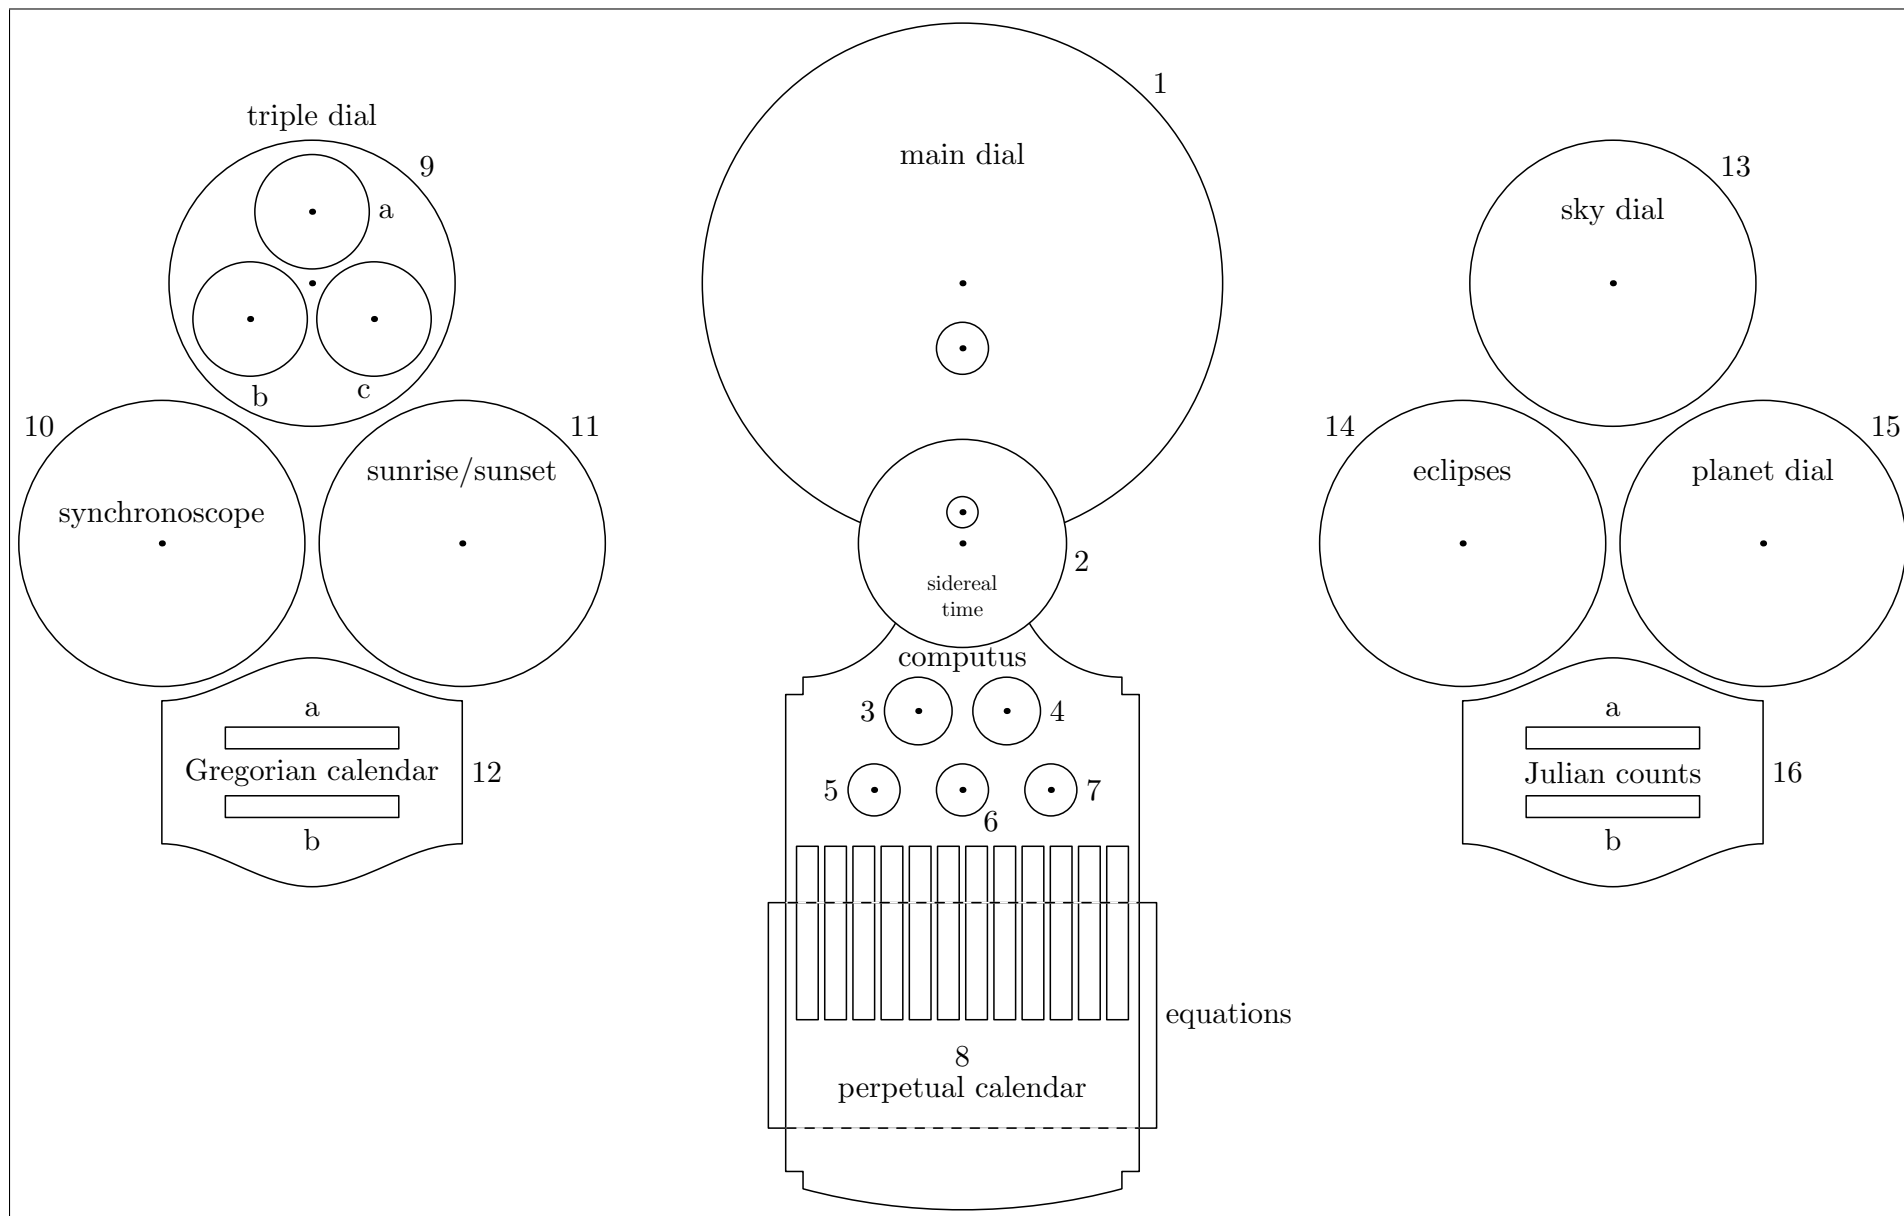 1
triple dial
main dial
9
13
sky dial
a
b
c
10
11
14
15
sunrise/sunset
eclipses
planet dial
synchronoscope
2
sidereal
time
computus
a
3
4
a
Gregorian calendar
12
Julian counts
16
5
7
6
b
b
equations
8
perpetual calendar